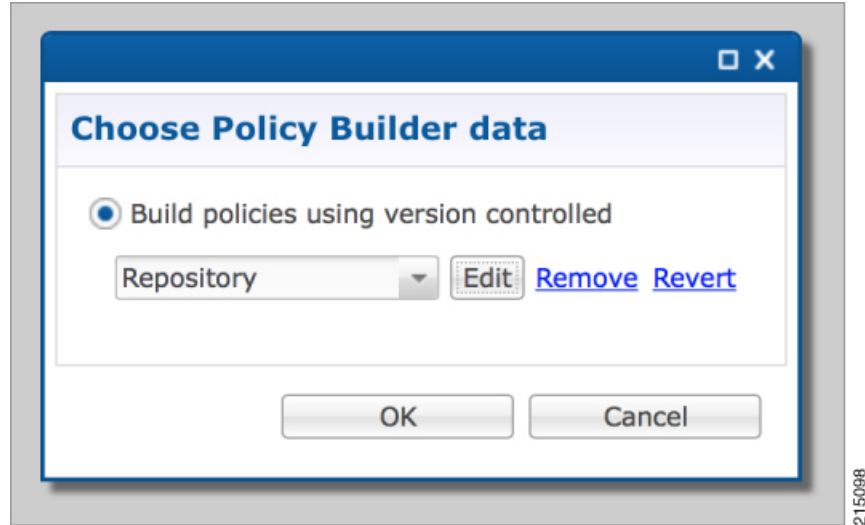 Choose Policy Builder data
Build policies using version controlled
Repository Edit Remove Revert
OK Cancel
215098